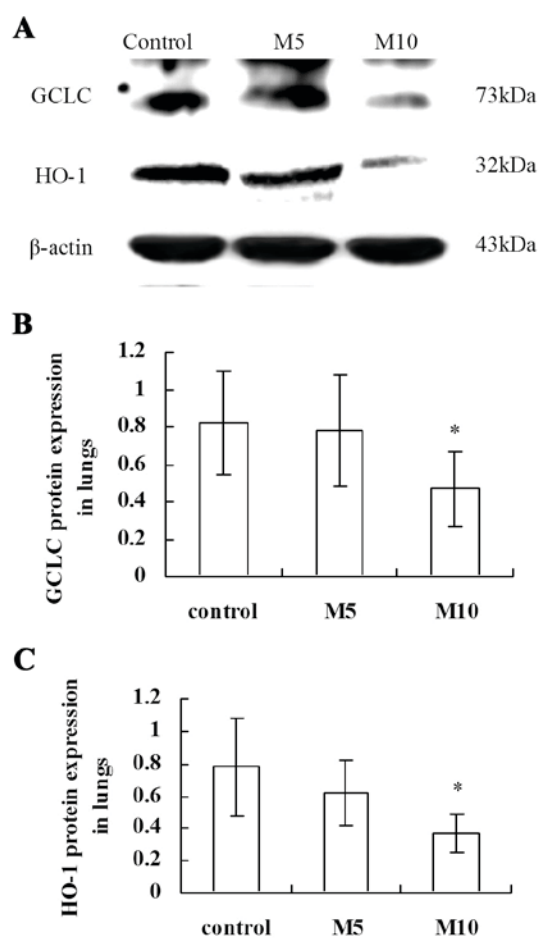 A
Control M5 M10
GCLC 73kDa
HO-1 32kDa
β-actin 43kDa
B
GCLC protein expression
in lungs
1.2
1
0.8
0.6
0.4
0.2
0
*
control M5 M10
C
HO-1 protein expression
in lungs
1.2
1
0.8
0.6
0.4
0.2
0
*
control M5 M10